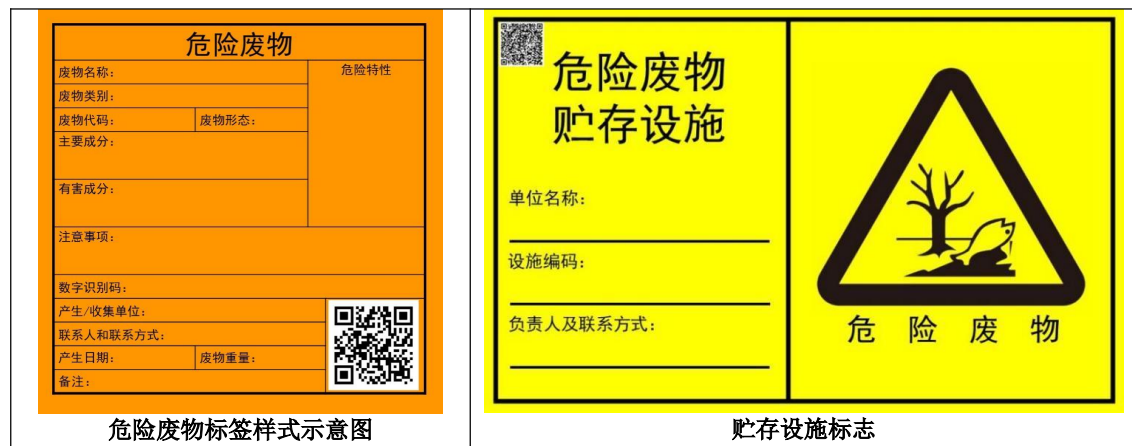 危险废物
废物名称：
危险特性
废物类别：
废物代码：
废物形态：
主要成分：
有害成分：
注意事项：
数字识别码：
产生/收集单位：
联系人和联系方式：
产生日期：
废物重量：
备注：
危险废物标签样式示意图
危险废物
贮存设施
单位名称：
设施编码：
负责人及联系方式：
危险废物
贮存设施标志